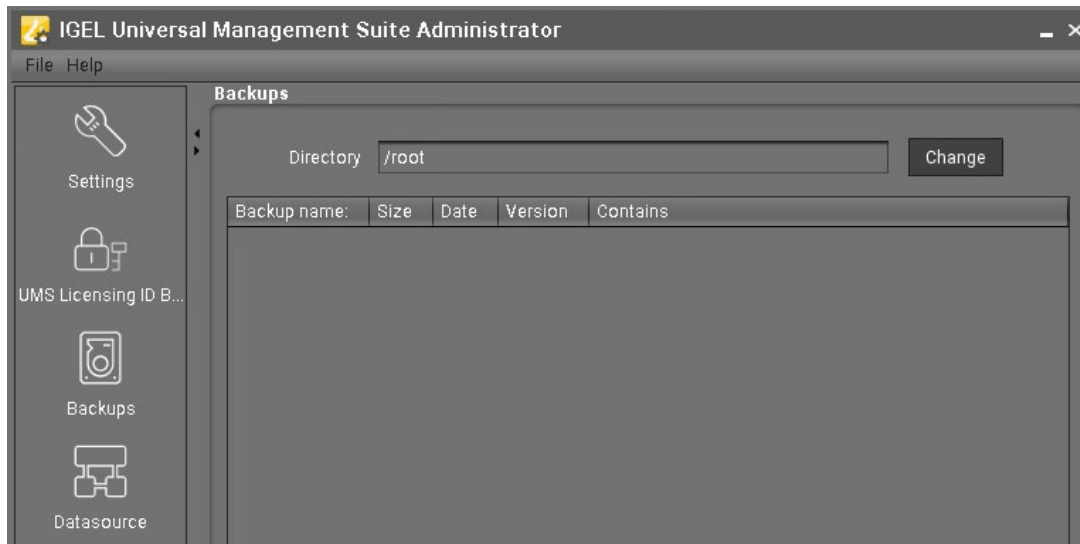 IGEL Universal Management Suite Administrator
File Help
Backups
Directory /root Change
Settings
Backup name: Size Date Version Contains
UMS Licensing ID B...
Backups
Datasource